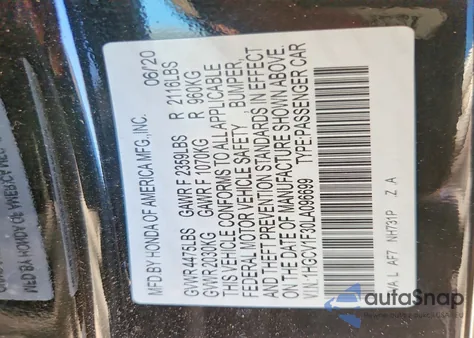 MFD.BY HONDA OF AMERICA MFG., INC. 06/20
GVWR 4475LBS GAWR F 2369LBS R 2116LBS
GVWR 2030KG GAWR F 1070KG R 960KG
THIS VEHICLE CONFORMS TO ALL APPLICABLE
FEDERAL MOTOR VEHICLE SAFETY, BUMPER,
AND THEFT PREVENTION STANDARDS IN EFFECT
ON THE DATE OF MANUFACTURE SHOWN ABOVE.
V.I.N.:1HGCV1F30LA096699 TYPE:PASSENGER CAR
L AF7 NH731P Z .A
autoSnap